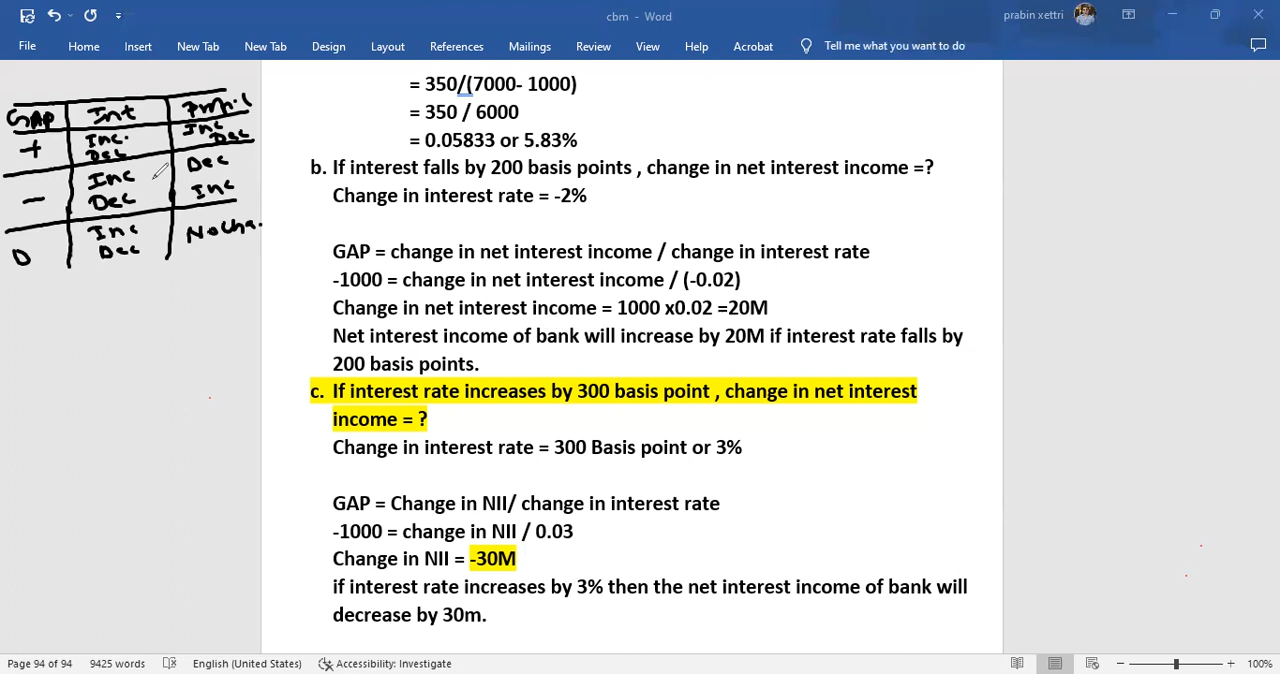 cbm - Word
prabin xettri
File Home Insert New Tab New Tab Design Layout References Mailings Review View Help Acrobat Tell me what you want to do
= 350/(7000- 1000)
= 350 / 6000
= 0.05833 or 5.83%
b. If interest falls by 200 basis points , change in net interest income =?
Change in interest rate = -2%
GAP = change in net interest income / change in interest rate
-1000 = change in net interest income / (-0.02)
Change in net interest income = 1000 x0.02 =20M
Net interest income of bank will increase by 20M if interest rate falls by
200 basis points.
c. If interest rate increases by 300 basis point , change in net interest
income = ?
Change in interest rate = 300 Basis point or 3%
GAP = Change in NII/ change in interest rate
-1000 = change in NII / 0.03
Change in NII = -30M
if interest rate increases by 3% then the net interest income of bank will
decrease by 30m.
GAP Int
+ Inc. Inc
Dec Dec
Inc Dec
- Dec Inc
Inc
0 Dec
Page 94 of 94 9425 words English (United States) Accessibility: Investigate 100%